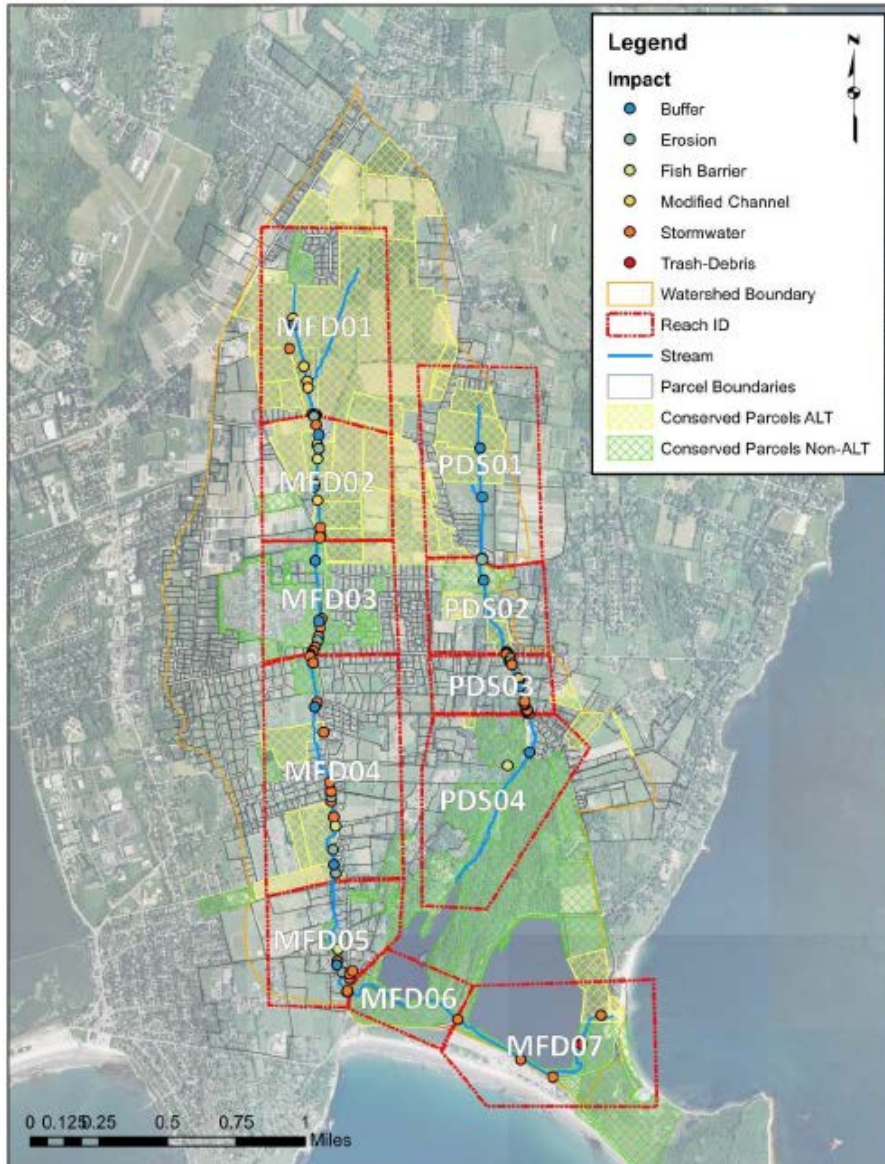 Legend
N
Impact
Buffer
Erosion
Fish Barrier
Modified Channel
Stormwater
Trash-Debris
Watershed Boundary
Reach ID
Stream
Parcel Boundaries
Conserved Parcels ALT
Conserved Parcels Non-ALT
MFD01
MFD02
PDS01
MFD03
PDS02
PDS03
MFD04
PDS04
MFD05
MFD06
MFD07
0 0.125 0.25 0.5 0.75 1
Miles